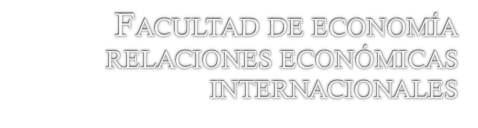 Facultad de economía
relaciones económicas
internacionales